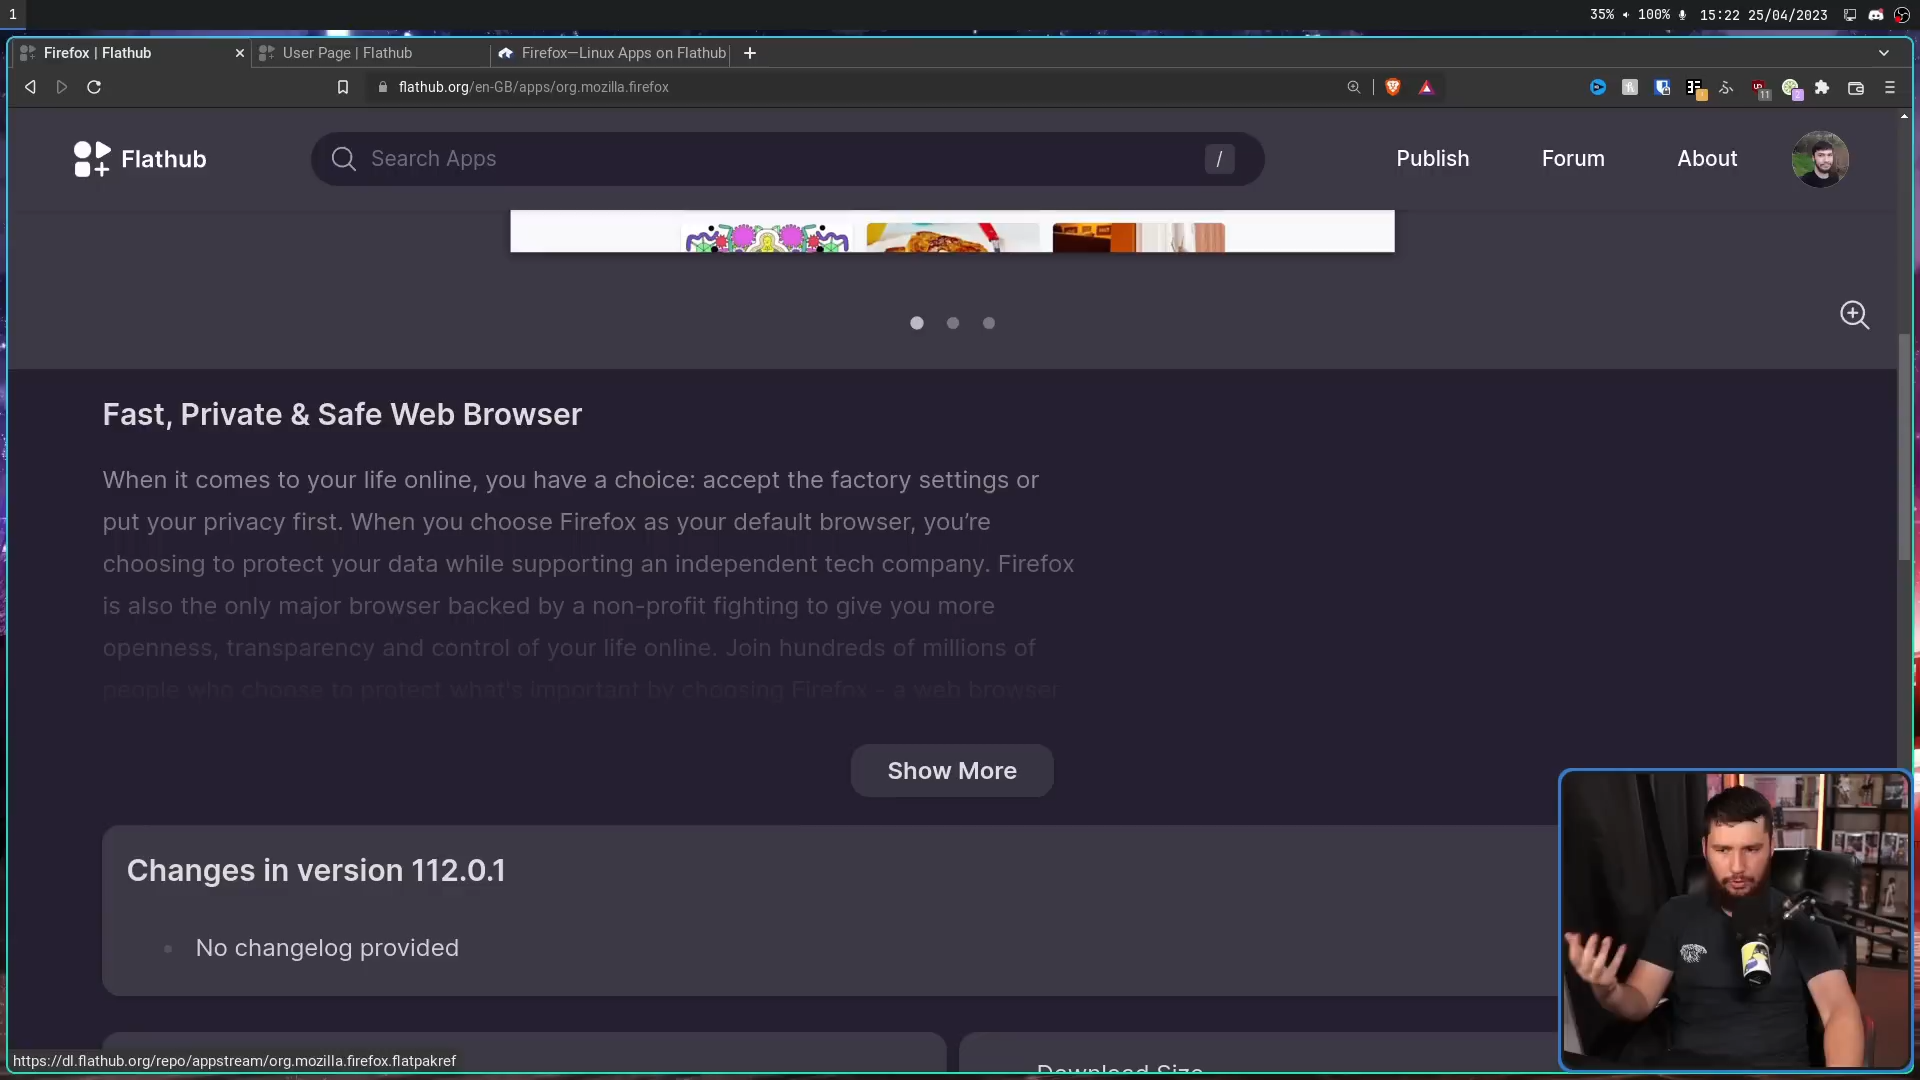 1
35%
100%
15:22 25/04/2023
Firefox | Flathub
User Page | Flathub
Firefox—Linux Apps on Flathub
flathub.org/en-GB/apps/org.mozilla.firefox
11
2
Flathub
Search Apps
/
Publish
Forum
About
Fast, Private & Safe Web Browser
When it comes to your life online, you have a choice: accept the factory settings or
put your privacy first. When you choose Firefox as your default browser, you’re
choosing to protect your data while supporting an independent tech company. Firefox
is also the only major browser backed by a non-profit fighting to give you more
openness, transparency and control of your life online. Join hundreds of millions of
people who choose to protect what's important by choosing Firefox - a web browser
Show More
Changes in version 112.0.1
No changelog provided
Download Size
https://dl.flathub.org/repo/appstream/org.mozilla.firefox.flatpakref